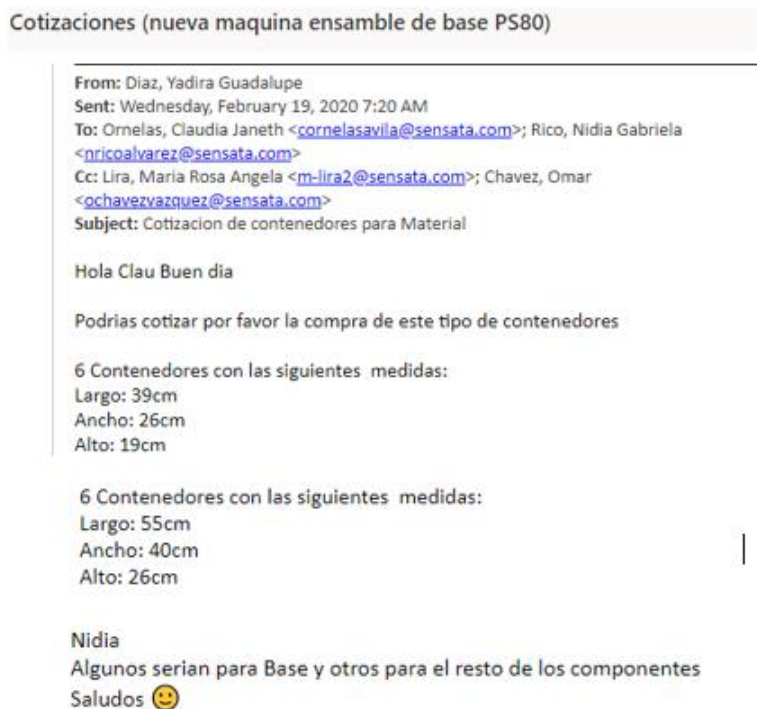 Cotizaciones (nueva maquina ensamble de base PS80)
From: Diaz, Yadira Guadalupe
Sent: Wednesday, February 19, 2020 7:20 AM
To: Ornelas, Claudia Janeth <cornelasavila@sensata.com>; Rico, Nidia Gabriela
<nricoalvarez@sensata.com>
Cc: Lira, Maria Rosa Angela <m-lira2@sensata.com>; Chavez, Omar
<ochavezvazquez@sensata.com>
Subject: Cotizacion de contenedores para Material
Hola Clau Buen dia
Podrias cotizar por favor la compra de este tipo de contenedores
6 Contenedores con las siguientes medidas:
Largo: 39cm
Ancho: 26cm
Alto: 19cm
6 Contenedores con las siguientes medidas:
Largo: 55cm
Ancho: 40cm
Alto: 26cm
Nidia
Algunos serian para Base y otros para el resto de los componentes
Saludos 🙂